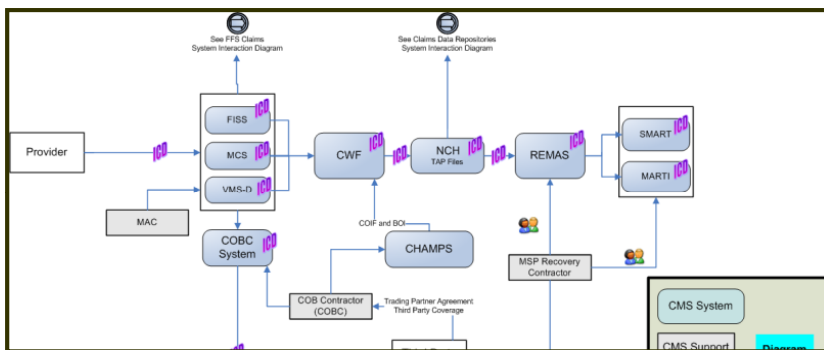 See FFS Claims
System Interaction Diagram
See Claims Data Repositories
System Interaction Diagram
FISS
ICD
Provider
ICD
MCS
ICD
VMS-D
ICD
MAC
CWF
ICD
ICD
NCH
TAP Files
ICD
ICD
REMAS
ICD
SMART
ICD
MARTI
ICD
COBC
System
ICD
COIF and BOI
CHAMPS
MSP Recovery
Contractor
COB Contractor
(COBC)
Trading Partner Agreement
Third Party Coverage
CMS System
CMS Support
Diagram
ICD